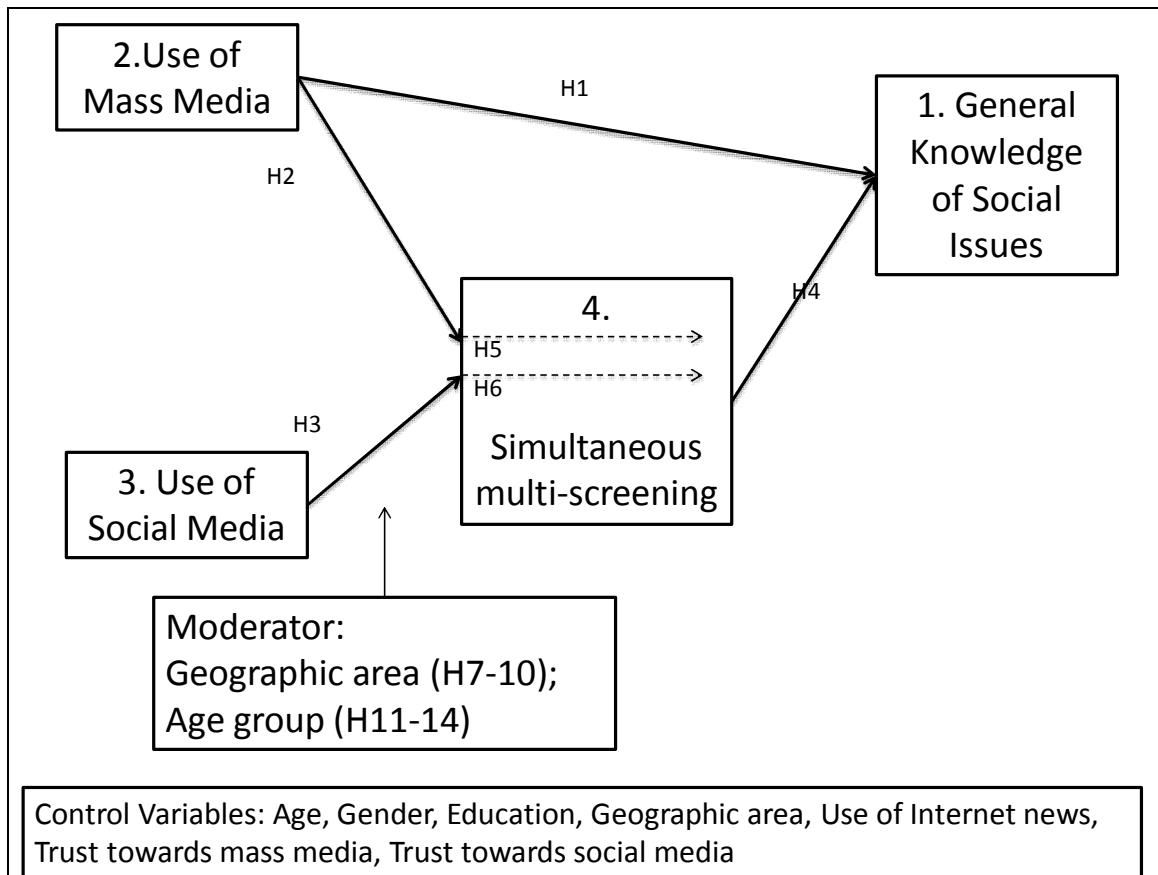 2.Use of
Mass Media
H1
1. General
Knowledge
of Social
Issues
H2
4.
H4
H5
H6
H3
Simultaneous
multi-screening
3. Use of
Social Media
Moderator:
Geographic area (H7-10);
Age group (H11-14)
Control Variables: Age, Gender, Education, Geographic area, Use of Internet news,
Trust towards mass media, Trust towards social media